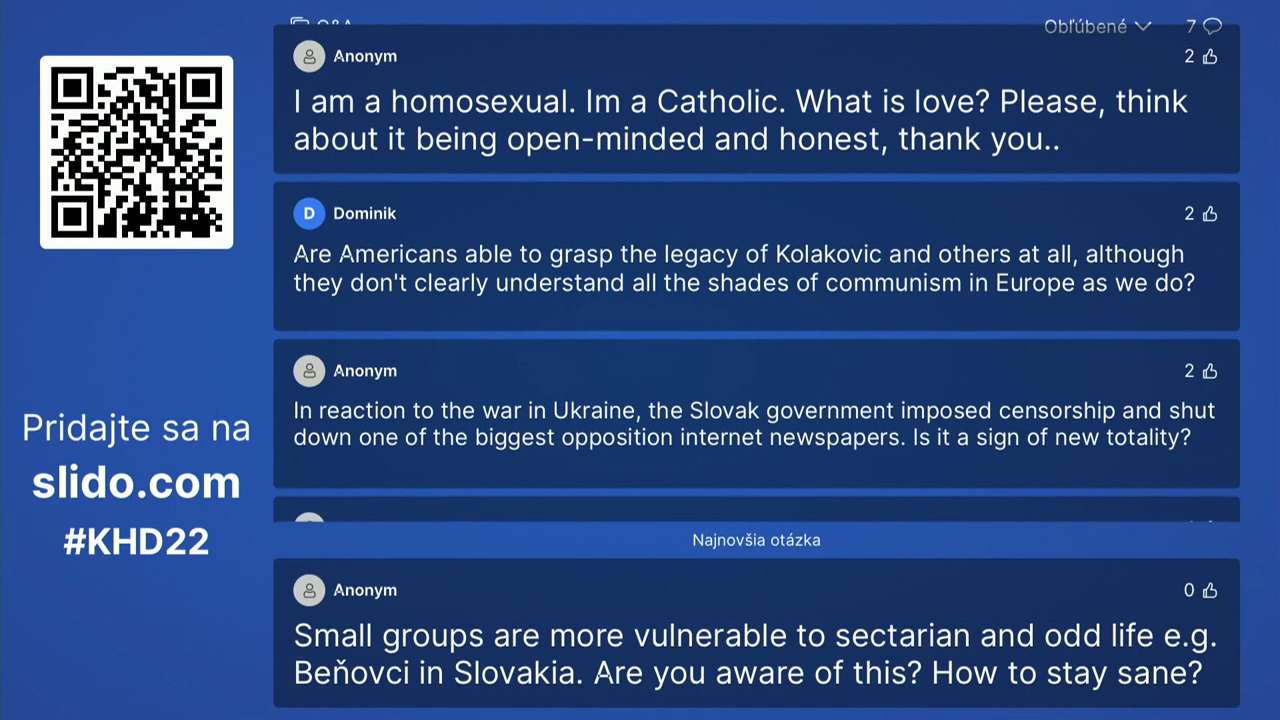 Q&A
Obľúbené
7
Anonym
2
I am a homosexual. Im a Catholic. What is love? Please, think
about it being open-minded and honest, thank you..
D
Dominik
2
Are Americans able to grasp the legacy of Kolakovic and others at all, although
they don't clearly understand all the shades of communism in Europe as we do?
Anonym
2
In reaction to the war in Ukraine, the Slovak government imposed censorship and shut
down one of the biggest opposition internet newspapers. Is it a sign of new totality?
Pridajte sa na
slido.com
#KHD22
Najnovšia otázka
Anonym
0
Small groups are more vulnerable to sectarian and odd life e.g.
Beňovci in Slovakia. Are you aware of this? How to stay sane?